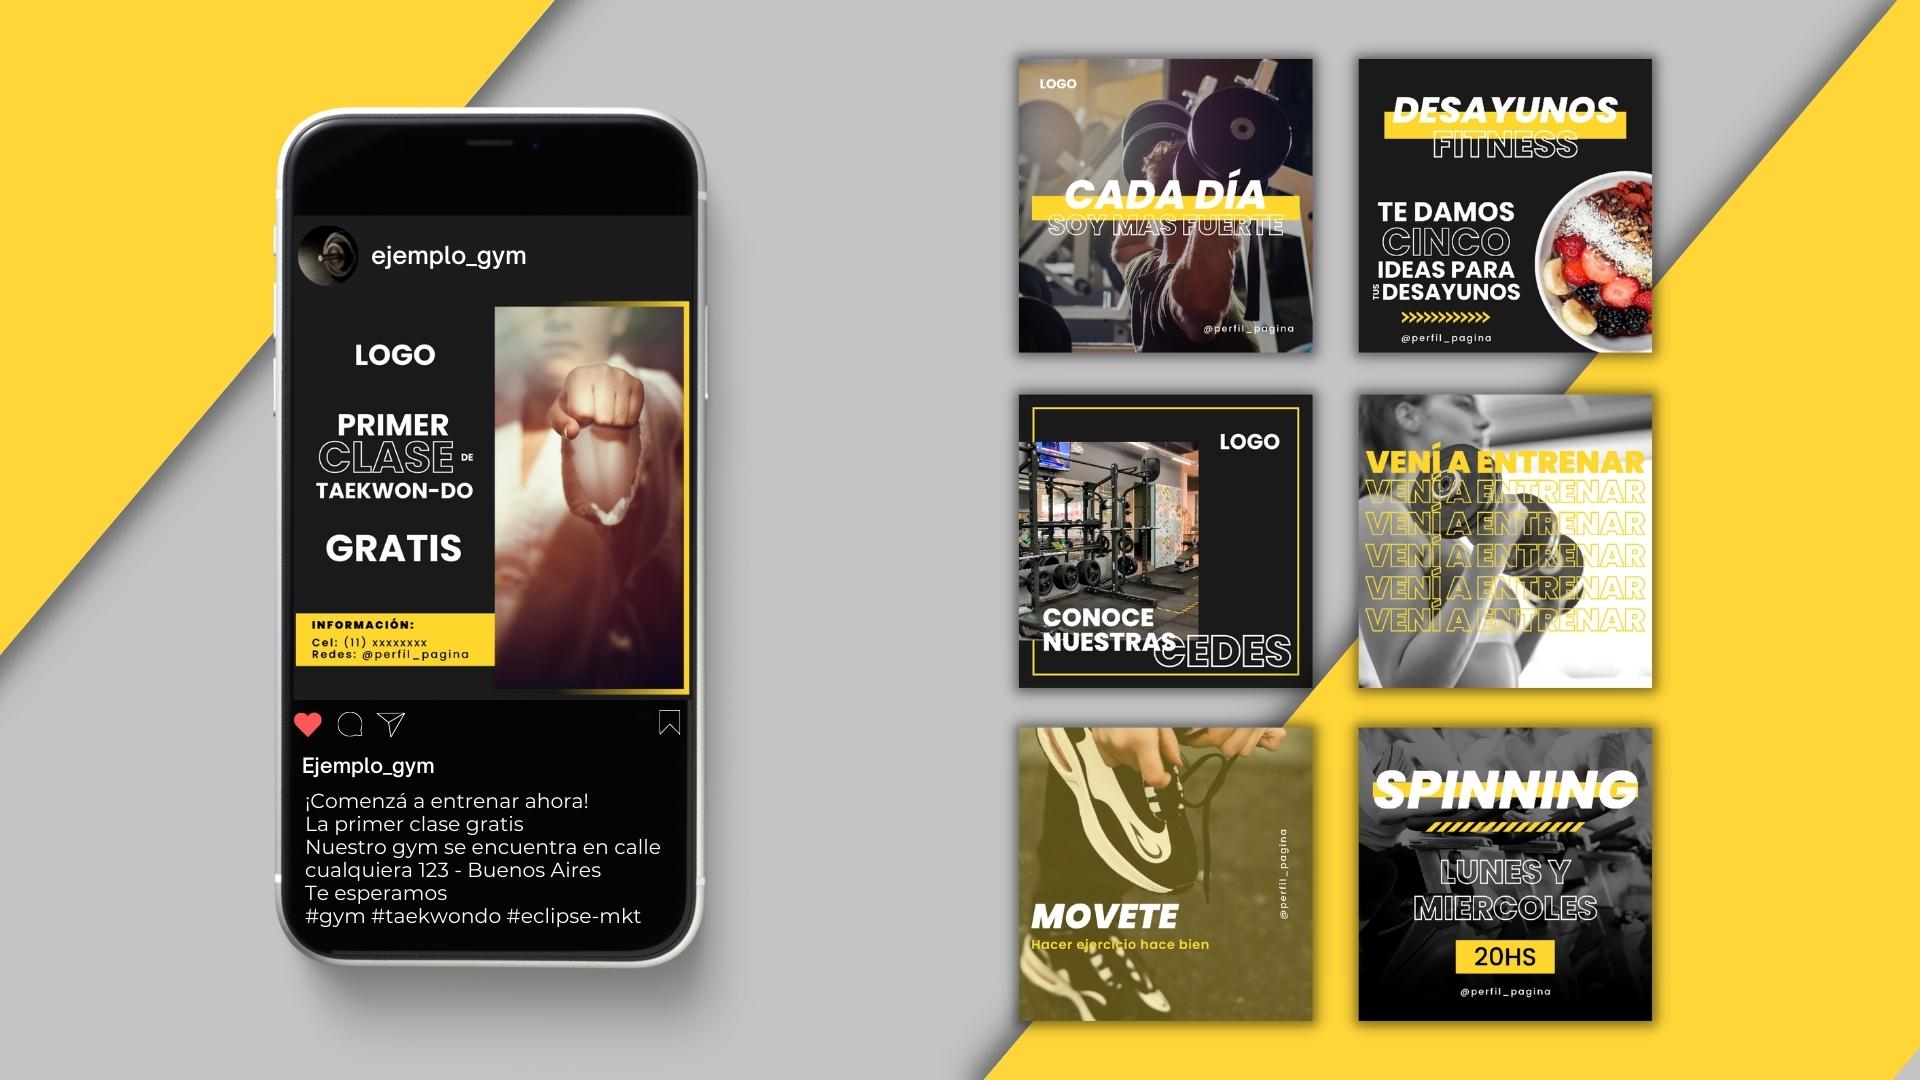 ejemplo_gym
LOGO
PRIMER
CLASE DE
TAEKWON-DO
GRATIS
INFORMACIÓN:
Cel: (11) xxxxxxxx
Redes: @perfil_pagina
Ejemplo_gym
¡Comenzá a entrenar ahora!
La primer clase gratis
Nuestro gym se encuentra en calle
cualquiera 123 - Buenos Aires
Te esperamos
#gym #taekwondo #eclipse-mkt
LOGO
CADA DÍA
SOY MAS FUERTE
@perfil_pagina
DESAYUNOS
FITNESS
TE DAMOS
CINCO
IDEAS PARA
TUS DESAYUNOS
@perfil_pagina
LOGO
CONOCE
NUESTRAS CEDES
VENÍ A ENTRENAR
VENÍ A ENTRENAR
VENÍ A ENTRENAR
VENÍ A ENTRENAR
VENÍ A ENTRENAR
VENÍ A ENTRENAR
MOVETE
Hacer ejercicio hace bien
@perfil_pagina
SPINNING
LUNES Y
MIERCOLES
20HS
@perfil_pagina